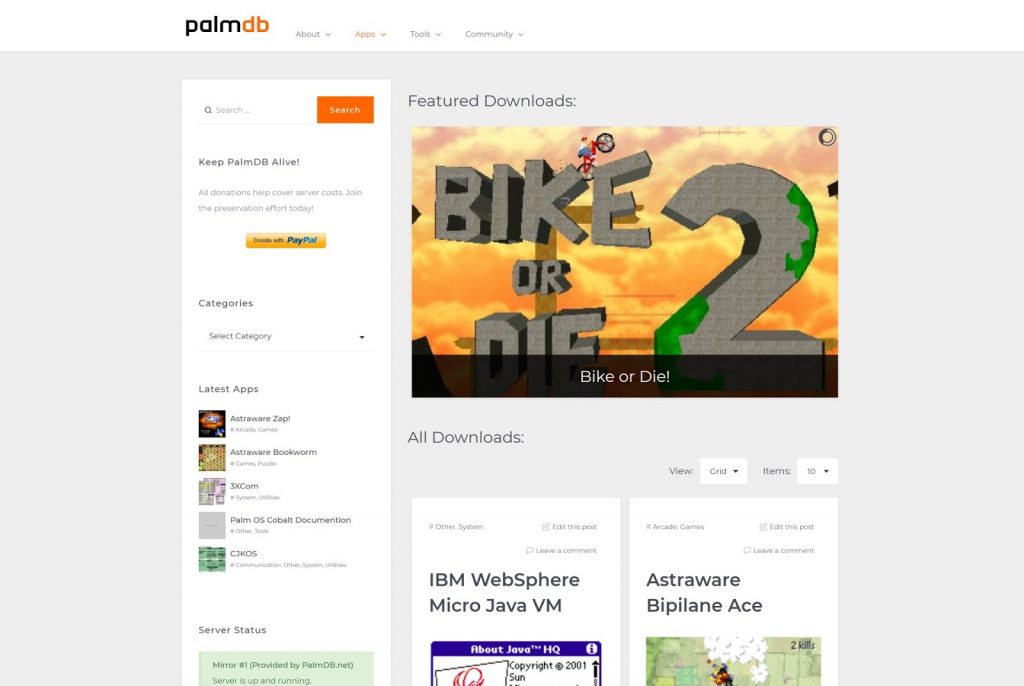 palmdb
About
Apps
Tools
Community
Search ...
Search
Keep PalmDB Alive!
All donations help cover server costs. Join
the preservation effort today!
Donate with PayPal
Categories
Select Category
Latest Apps
Astraware Zap!
# Arcade, Games
Astraware Bookworm
# Games, Puzzle
3XCom
# System, Utilities
Palm OS Cobalt Documention
# Other, Tools
CJKOS
# Communication, Other, System, Utilities
Server Status
Mirror #1 (Provided by PalmDB.net)
Server is up and running.
Featured Downloads:
BIKE
OR
DIE
2
Bike or Die!
All Downloads:
View:
Grid
Items:
10
# Other, System
Edit this post
Leave a comment
IBM WebSphere
Micro Java VM
About Java™ HQ
Copyright © 2001
Sun
# Arcade, Games
Edit this post
Leave a comment
Astraware
Bipilane Ace
2 kills